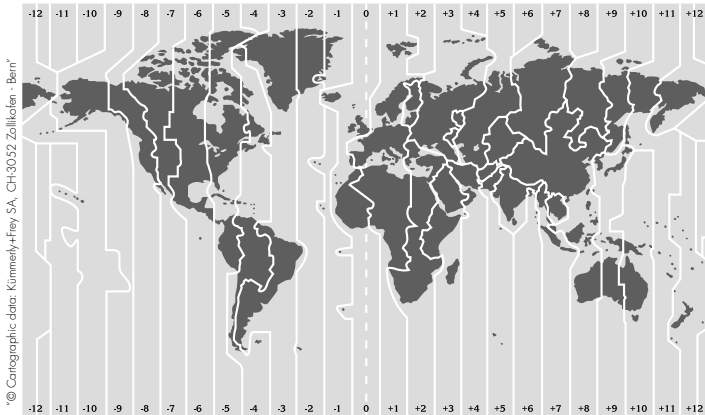 -12 -11 -10 -9 -8 -7 -6 -5 -4 -3 -2 -1 0 +1 +2 +3 +4 +5 +6 +7 +8 +9 +10 +11 +12
"© Cartographic data: Kümmerly+Frey SA, CH-3052 Zollikofen - Bern"
-12 -11 -10 -9 -8 -7 -6 -5 -4 -3 -2 -1 0 +1 +2 +3 +4 +5 +6 +7 +8 +9 +10 +11 +12